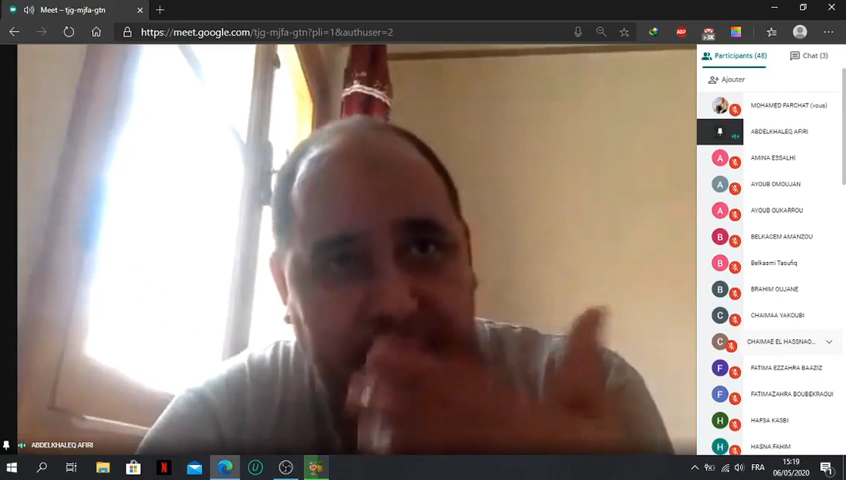 Meet – tjg-mjfa-gtn
https://meet.google.com/tjg-mjfa-gtn?pli=1&authuser=2
Participants (48)
Chat (3)
Ajouter
MOHAMED FARCHAT (vous)
ABDELKHALEQ AFIRI
A AMINA ESSALHI
A AYOUB OMOUJAN
A AYOUB OUKARROU
B BELKACEM AMANZOU
B Belkasmi Taoufiq
B BRAHIM OUJANE
C CHAIMAA YAKOUBI
C CHAIMAE EL HASSNAO...
F FATIMA EZZAHRA BAAZIZ
F FATIMAZAHRA BOUBEKRAQUI
H HAFSA KASBI
H HASNA FAHIM
ABDELKHALEQ AFIRI
FRA
15:19
06/05/2020